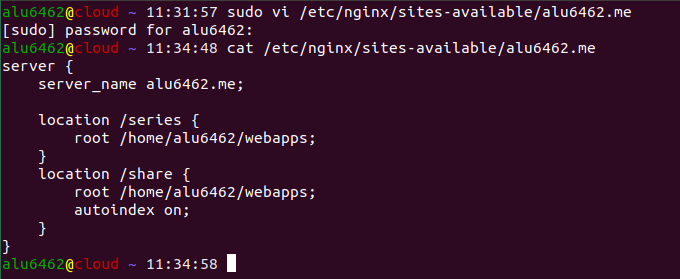 alu6462@cloud ~ 11:31:57 sudo vi /etc/nginx/sites-available/alu6462.me
[sudo] password for alu6462:
alu6462@cloud ~ 11:34:48 cat /etc/nginx/sites-available/alu6462.me
server {
    server_name alu6462.me;

    location /series {
        root /home/alu6462/webapps;
    }
    location /share {
        root /home/alu6462/webapps;
        autoindex on;
    }
}
alu6462@cloud ~ 11:34:58